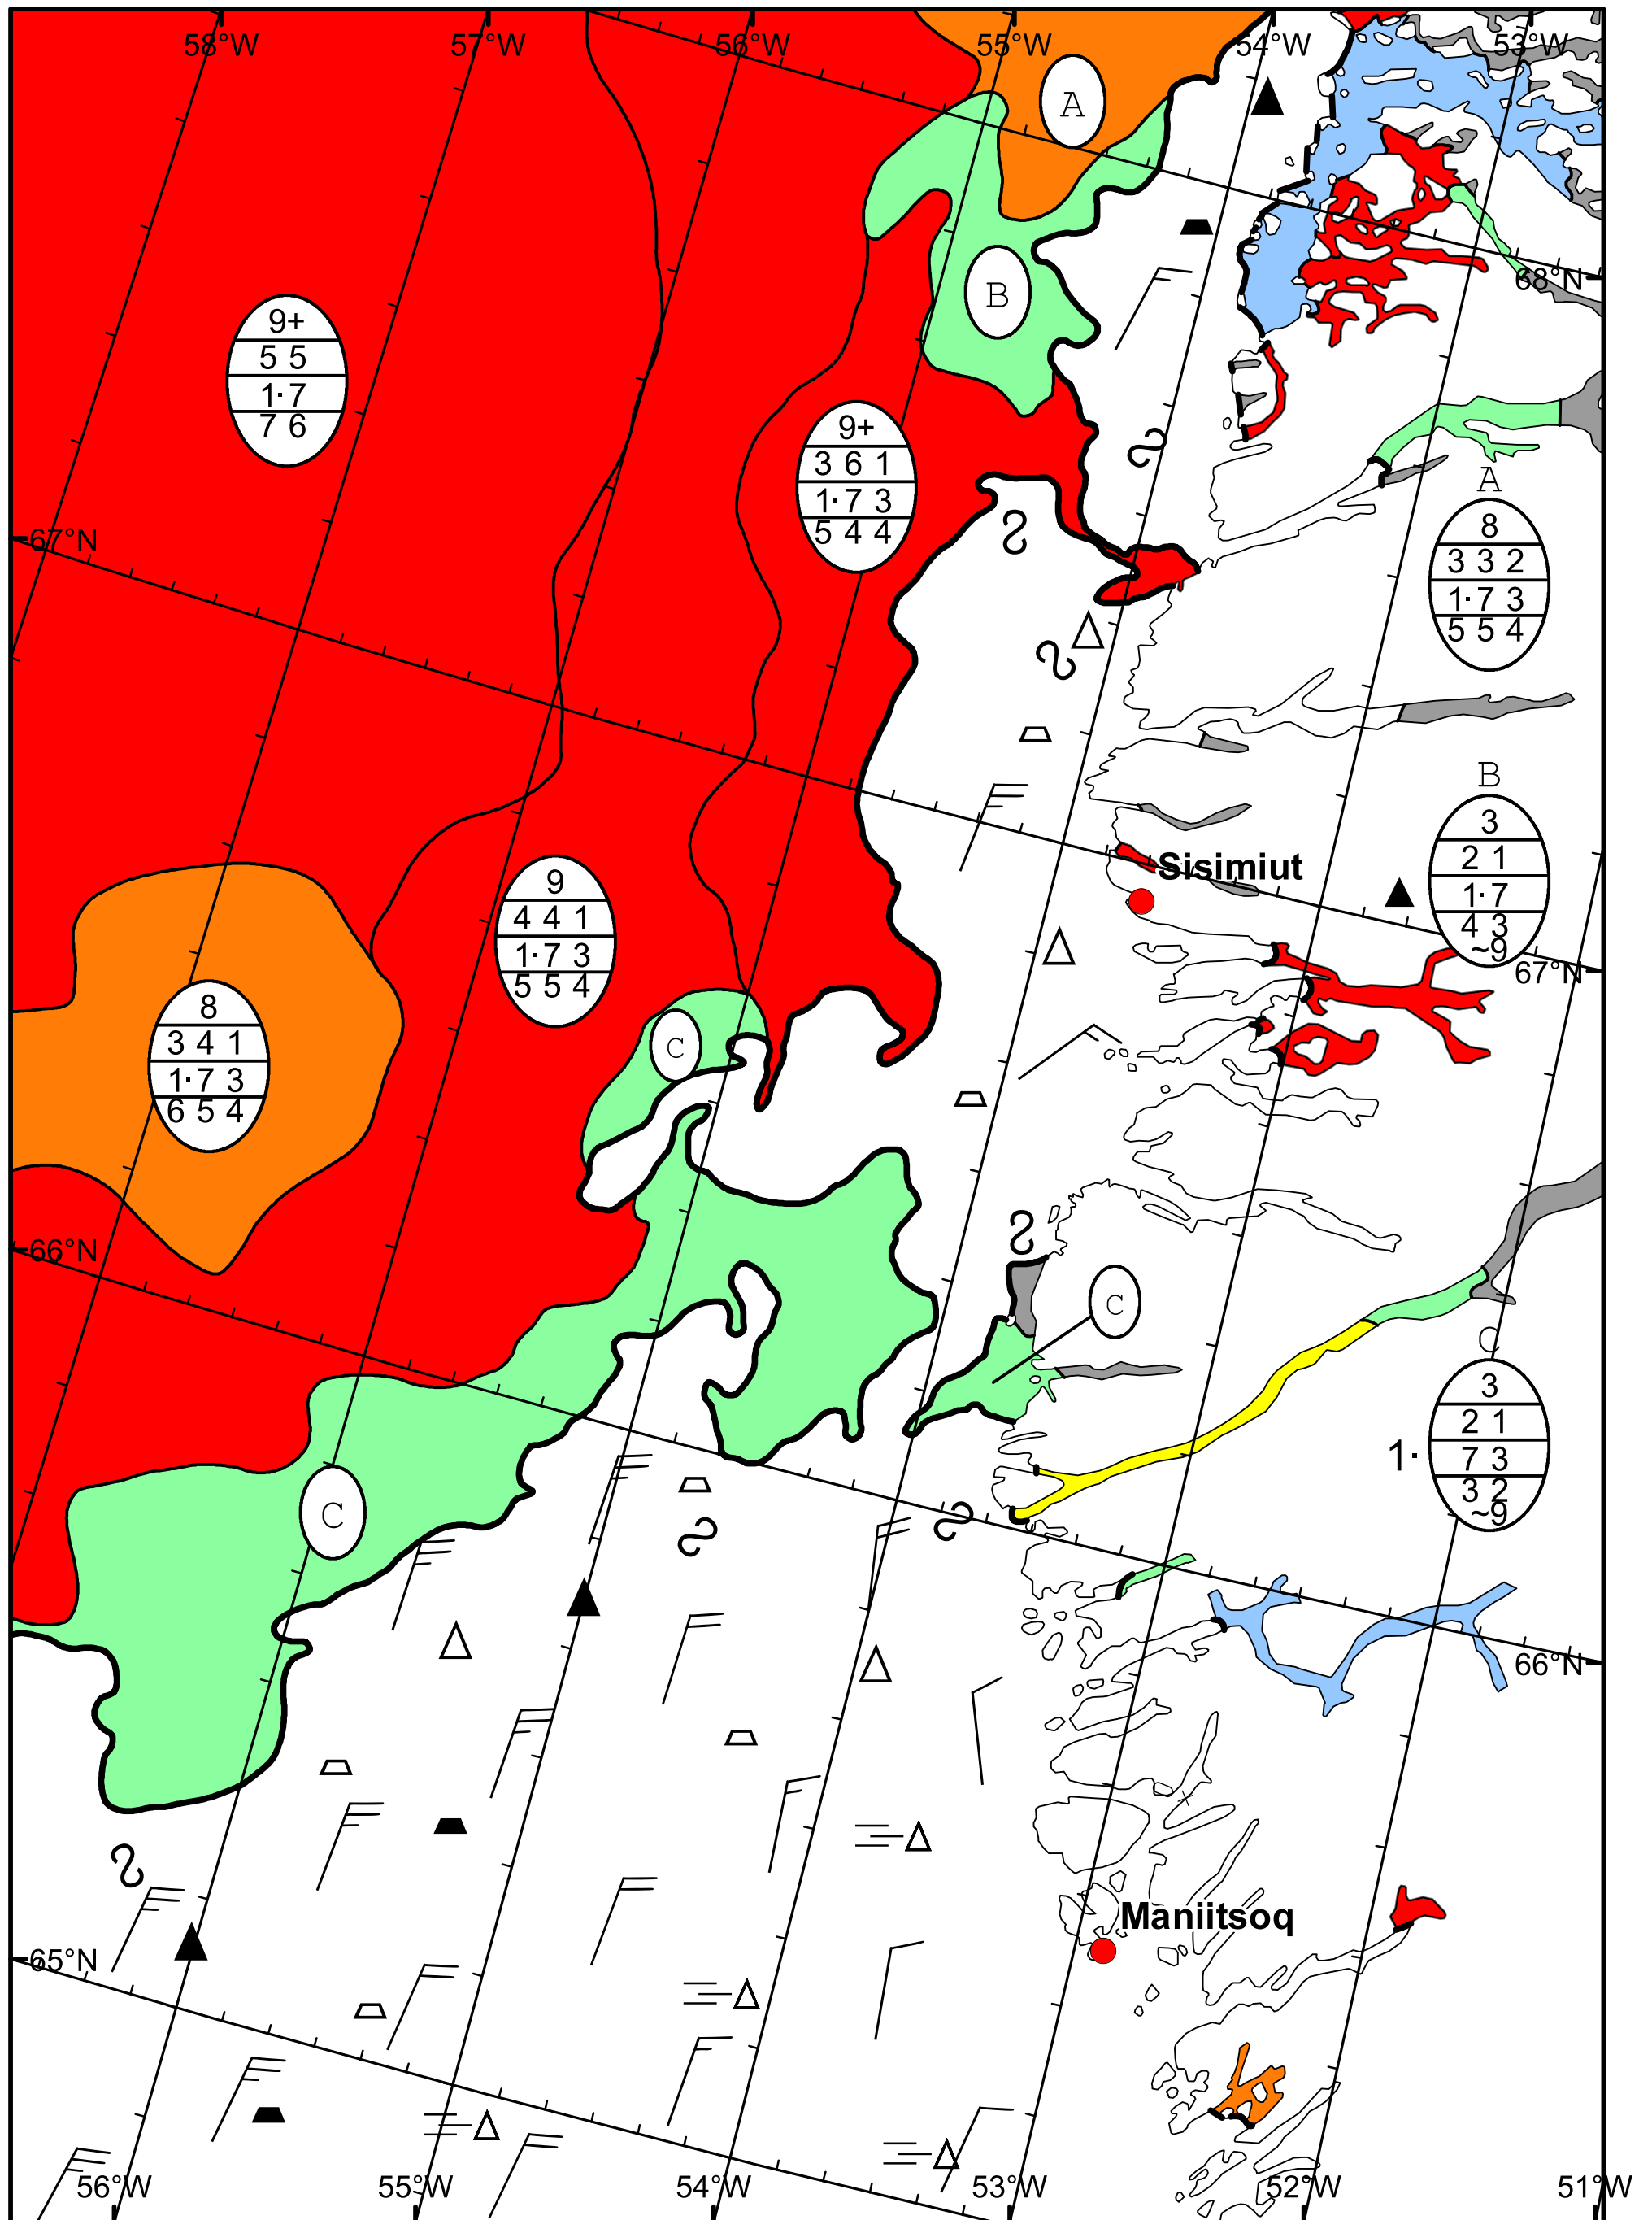 58°W 57°W 56°W 55°W 54°W 53°W
A
68°N
B
9+
5 5
1·7
7 6
9+
3 6 1
1·7 3
5 4 4
A
8
3 3 2
1·7 3
5 5 4
67°N
B
3
2 1
1·7
4 3
~9
Sisimiut
67°N
9
4 4 1
1·7 3
5 5 4
8
3 4 1
1·7 3
6 5 4
C
66°N
C
C
3
2 1
1· 7 3
3 2
~9
C
66°N
Maniitsoq
65°N
56°W 55°W 54°W 53°W 52°W 51°W